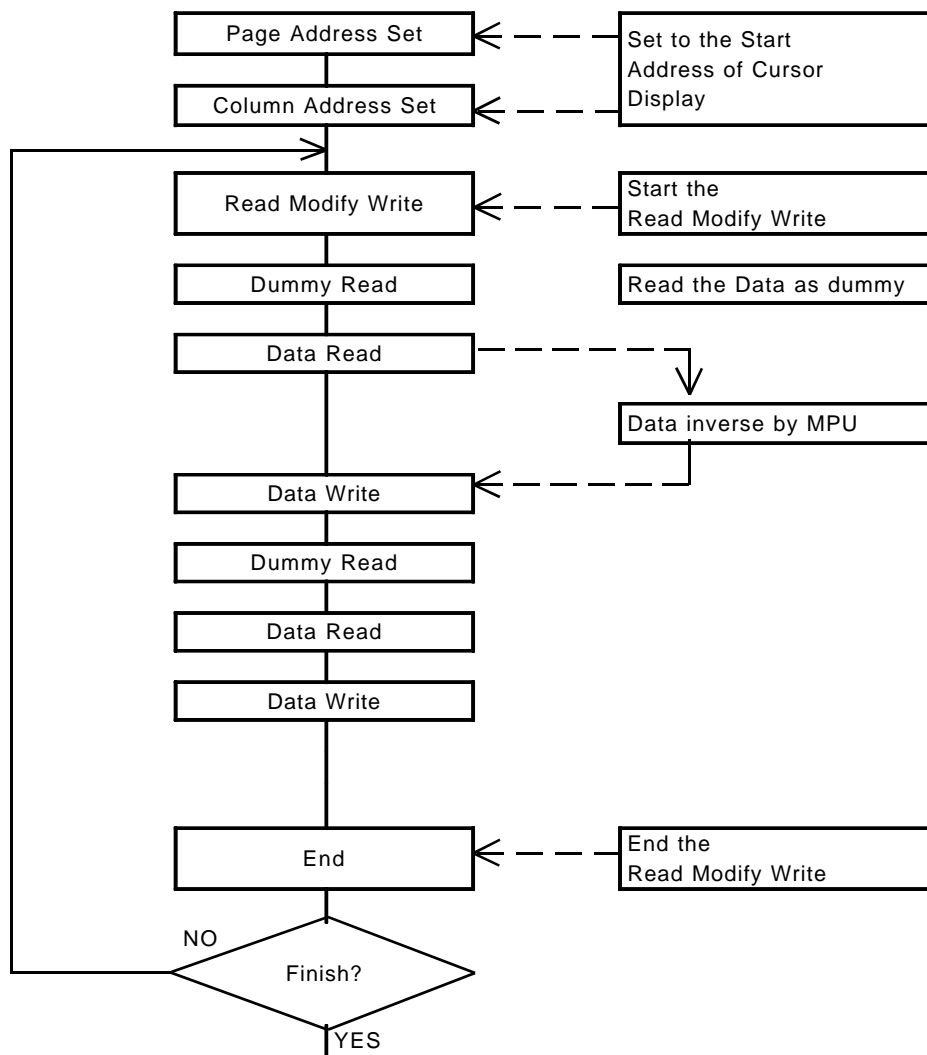 Page Address Set
Set to the Start
Address of Cursor
Display
Column Address Set
Read Modify Write
Start the
Read Modify Write
Dummy Read
Read the Data as dummy
Data Read
Data inverse by MPU
Data Write
Dummy Read
Data Read
Data Write
End
End the
Read Modify Write
NO
Finish?
YES